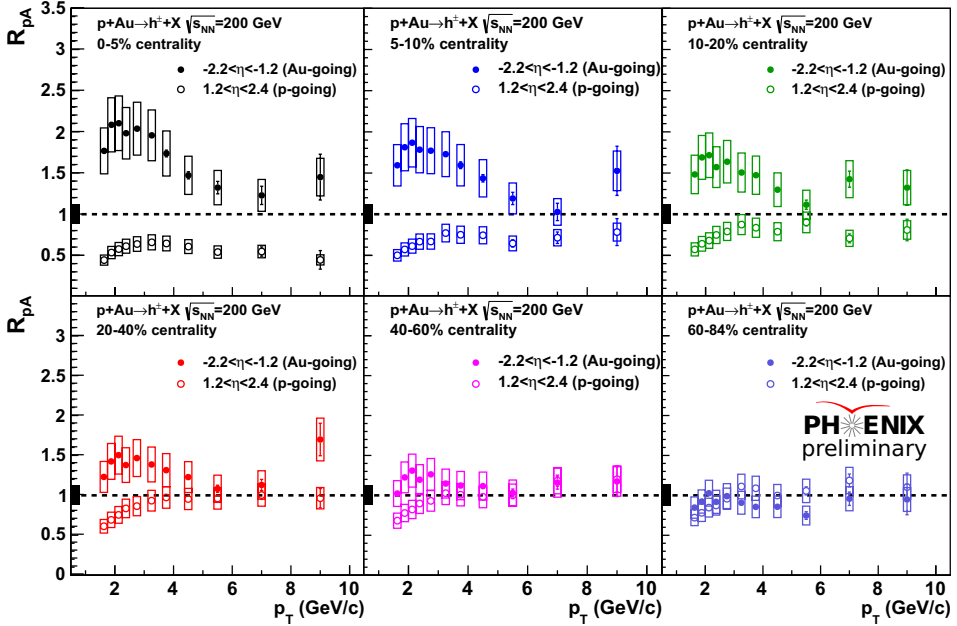 R_pA
3.5
3
2.5
2
1.5
1
0.5
p+Au→h±+X √s_NN=200 GeV
0-5% centrality
-2.2<η<-1.2 (Au-going)
1.2<η<2.4 (p-going)
p+Au→h±+X √s_NN=200 GeV
5-10% centrality
-2.2<η<-1.2 (Au-going)
1.2<η<2.4 (p-going)
p+Au→h±+X √s_NN=200 GeV
10-20% centrality
-2.2<η<-1.2 (Au-going)
1.2<η<2.4 (p-going)
R_pA
3
2.5
2
1.5
1
0.5
0
p+Au→h±+X √s_NN=200 GeV
20-40% centrality
-2.2<η<-1.2 (Au-going)
1.2<η<2.4 (p-going)
p+Au→h±+X √s_NN=200 GeV
40-60% centrality
-2.2<η<-1.2 (Au-going)
1.2<η<2.4 (p-going)
p+Au→h±+X √s_NN=200 GeV
60-84% centrality
-2.2<η<-1.2 (Au-going)
1.2<η<2.4 (p-going)
PHENIX
preliminary
2 4 6 8 10
p_T (GeV/c)
2 4 6 8 10
p_T (GeV/c)
2 4 6 8 10
p_T (GeV/c)